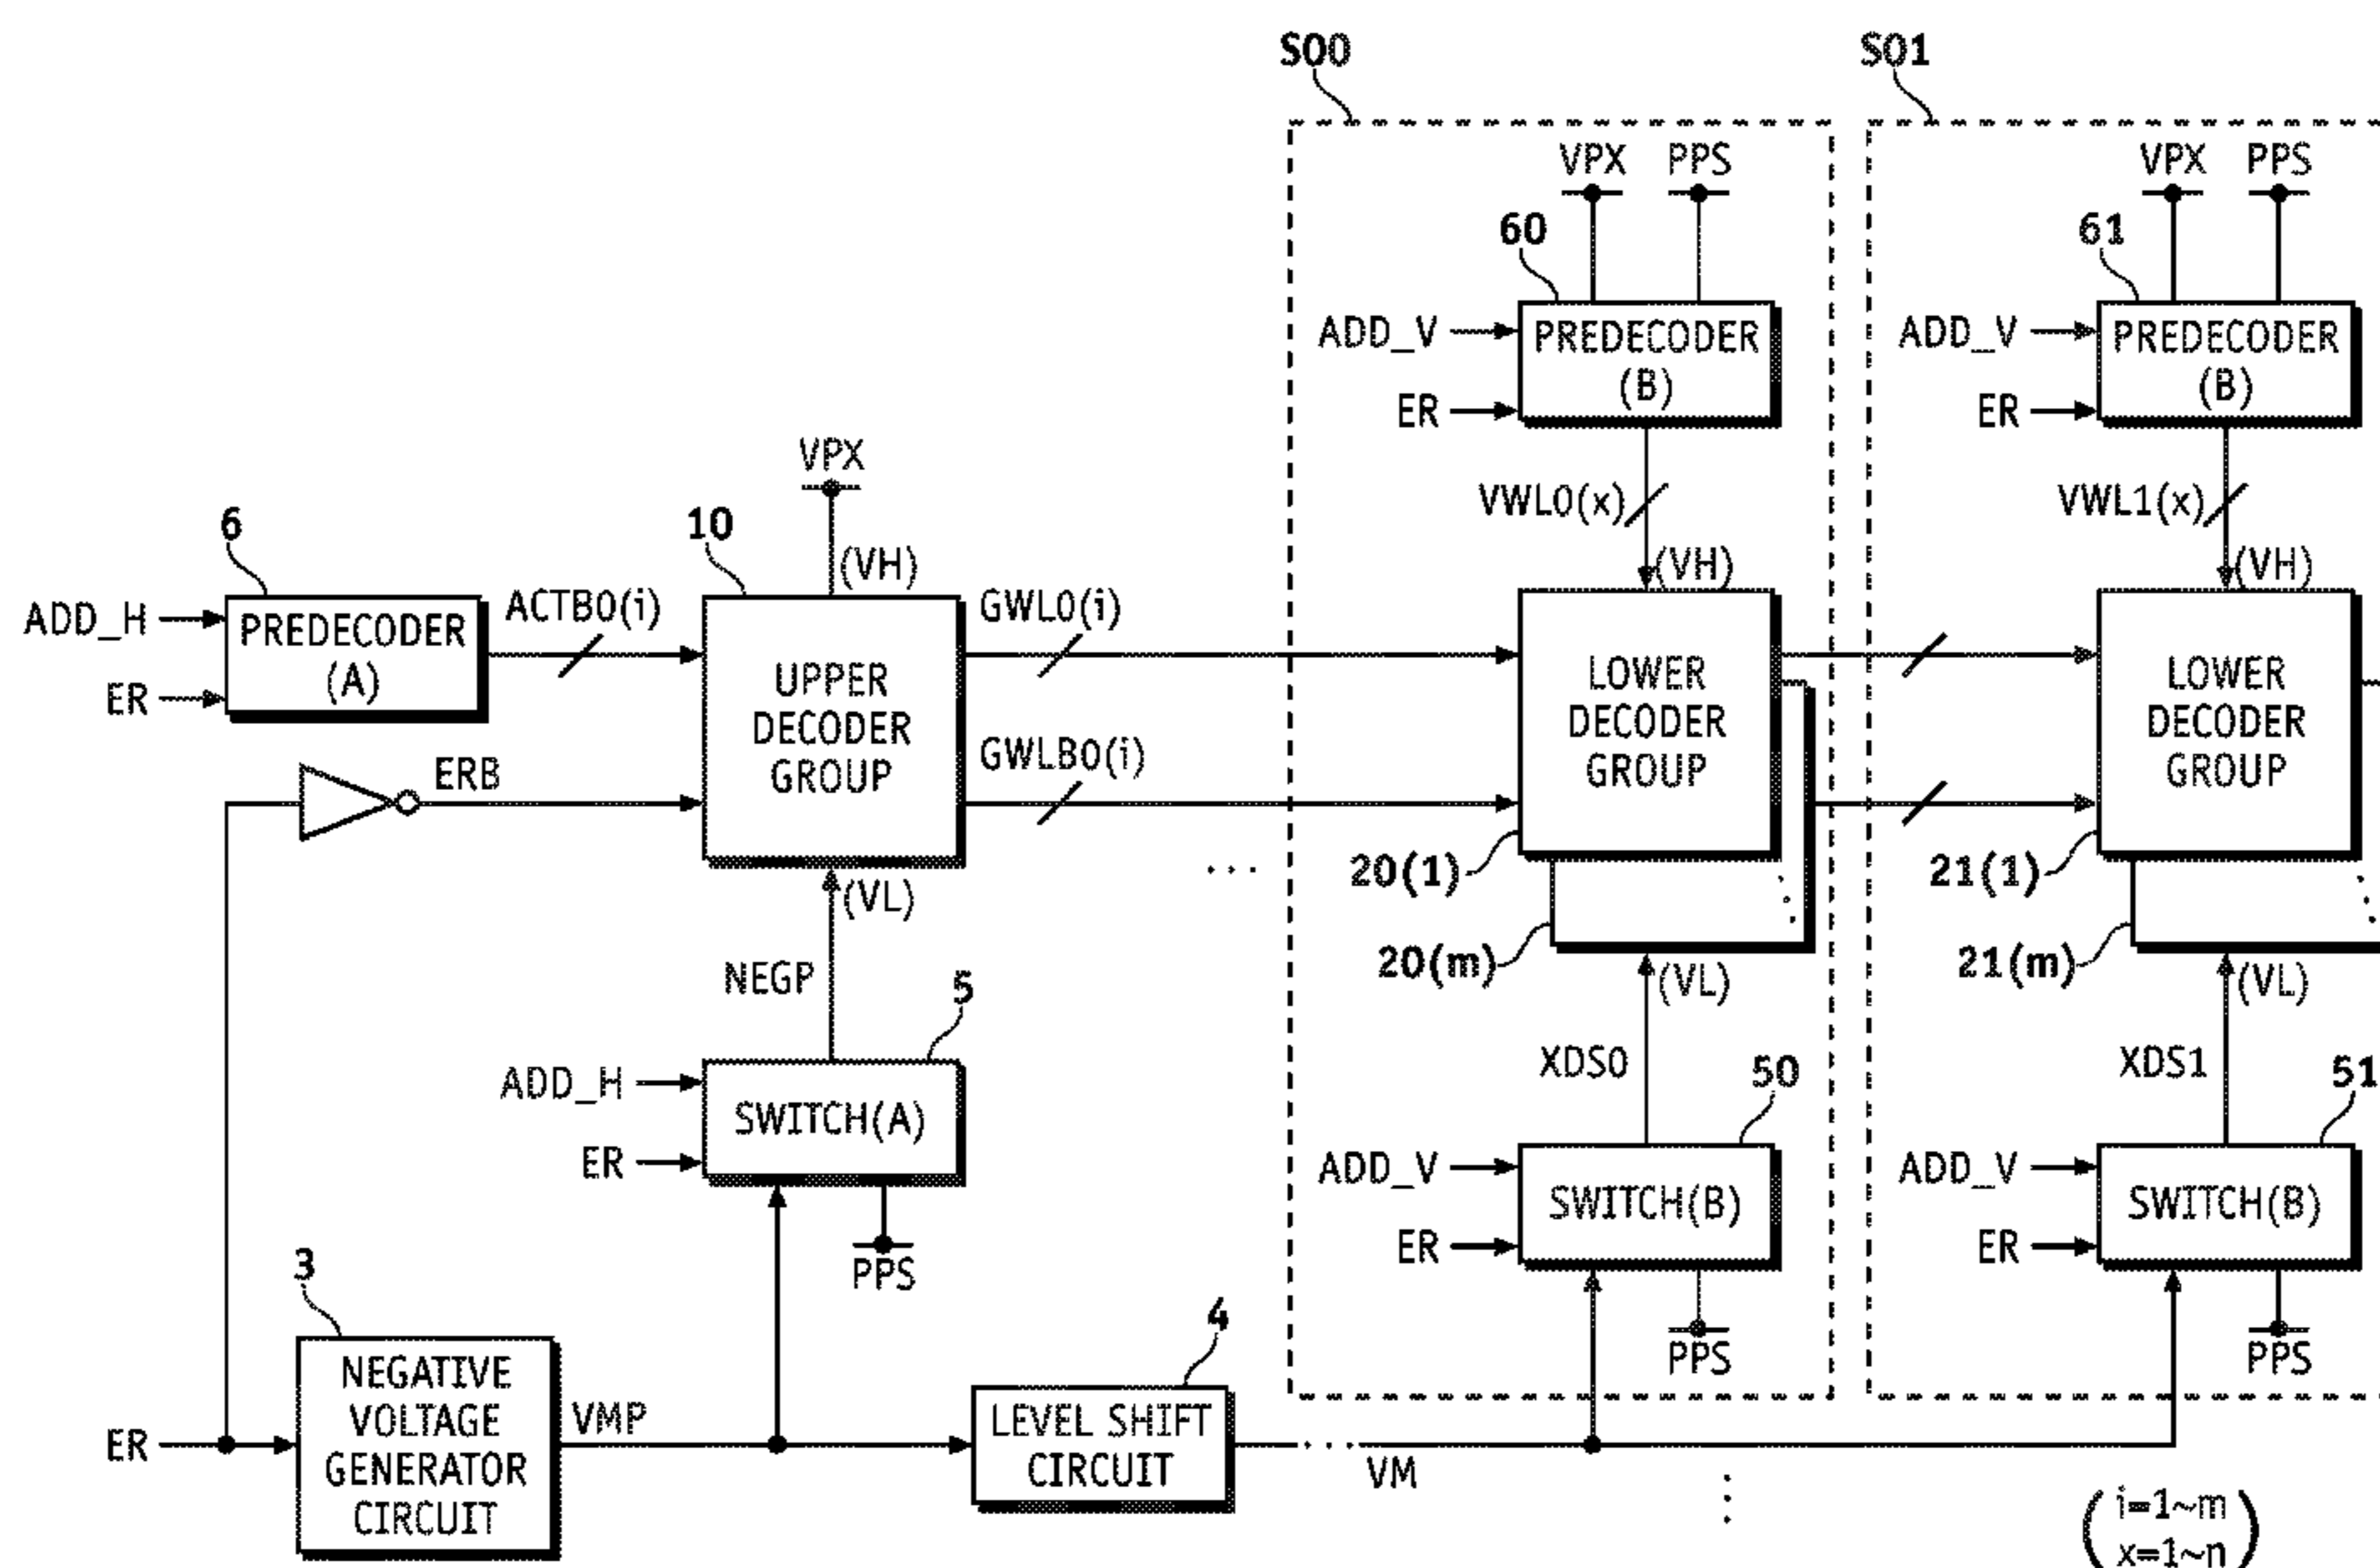 S00
S01
VPX
PPS
VPX
PPS
60
61
ADD_V
PREDECODER
(B)
ER
ADD_V
PREDECODER
(B)
ER
VPX
VWL0(x)
VWL1(x)
6
10
(VH)
(VH)
(VH)
ADD_H
PREDECODER
(A)
ER
ACTB0(i)
UPPER
DECODER
GROUP
GWL0(i)
LOWER
DECODER
GROUP
LOWER
DECODER
GROUP
ERB
GWLB0(i)
...
20(1)
21(1)
(VL)
20(m)
21(m)
NEGP
5
(VL)
(VL)
ADD_H
SWITCH(A)
ER
XDS0
50
XDS1
51
ADD_V
SWITCH(B)
ER
ADD_V
SWITCH(B)
ER
PPS
3
4
PPS
PPS
ER
NEGATIVE
VOLTAGE
GENERATOR
CIRCUIT
VMP
LEVEL SHIFT
CIRCUIT
VM
i=1~m
x=1~n